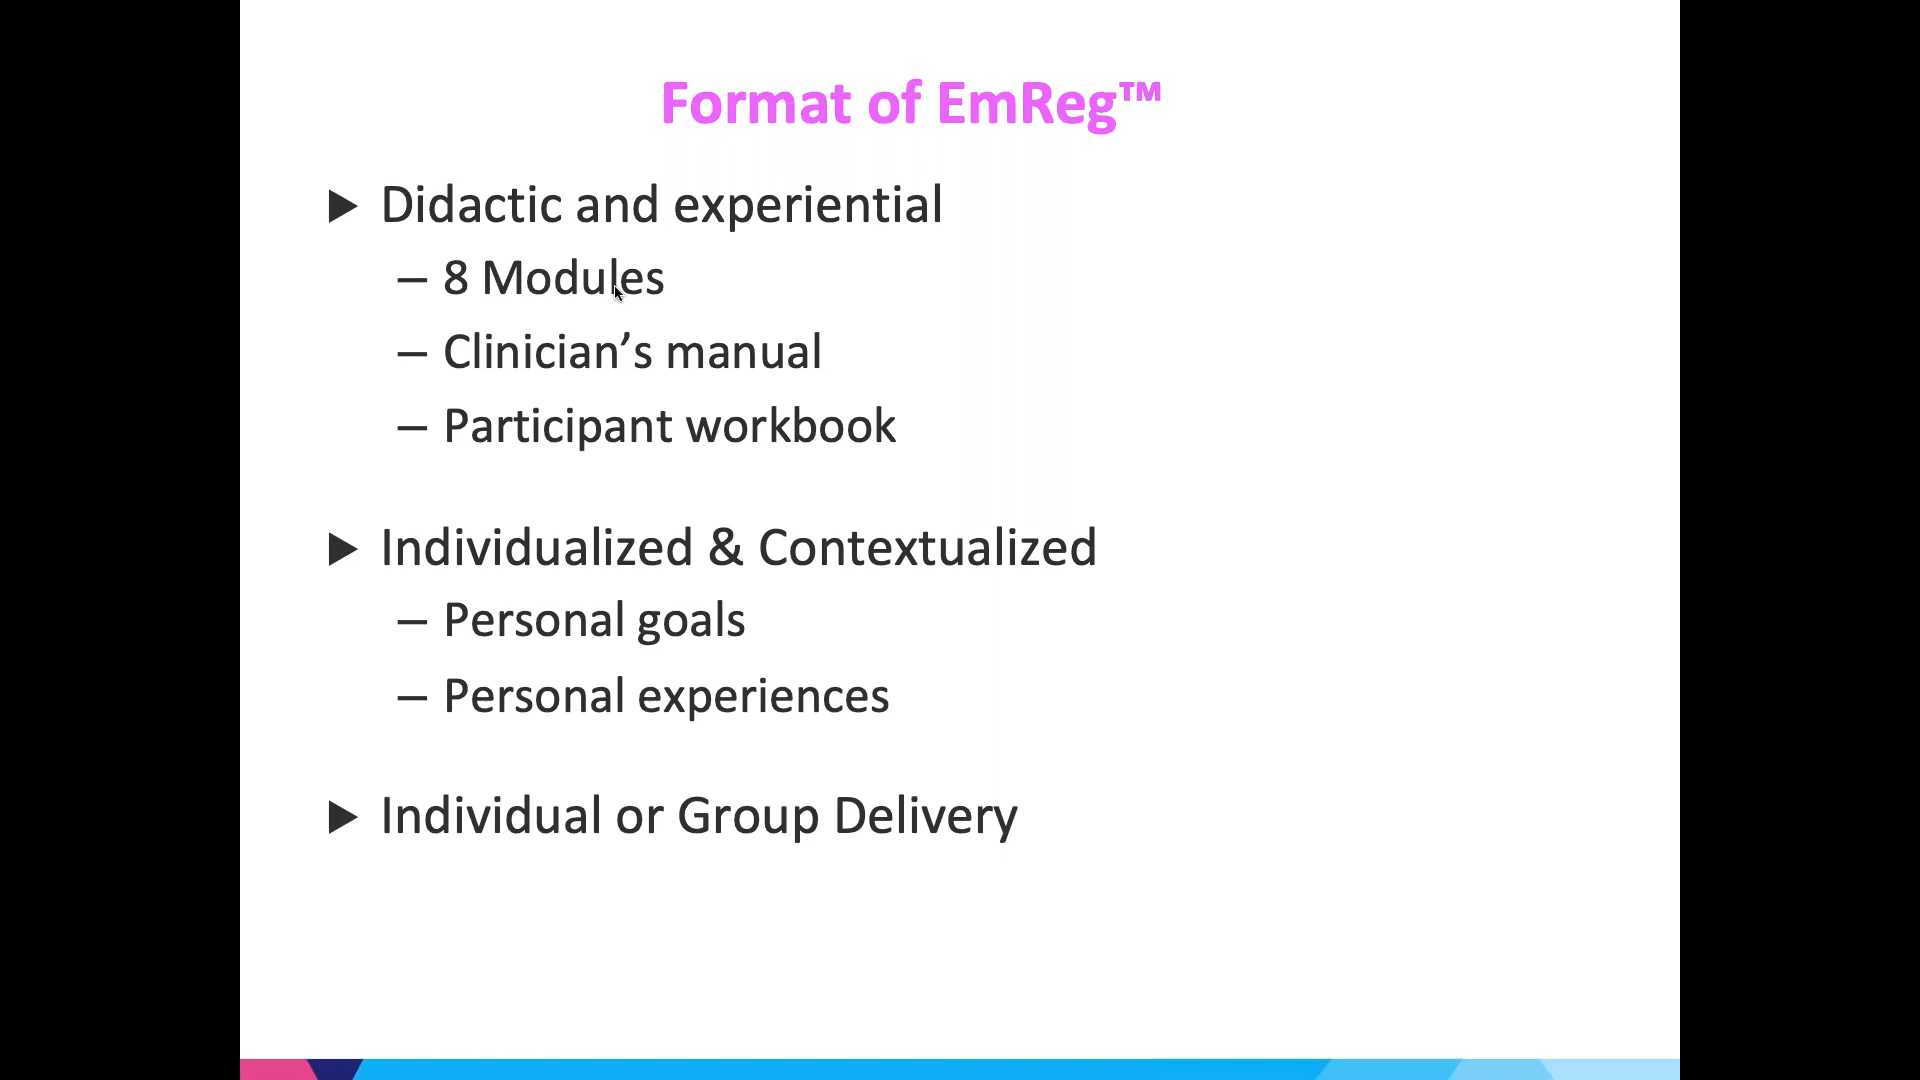 Format of EmReg™
▶ Didactic and experiential
– 8 Modules
– Clinician’s manual
– Participant workbook
▶ Individualized & Contextualized
– Personal goals
– Personal experiences
▶ Individual or Group Delivery